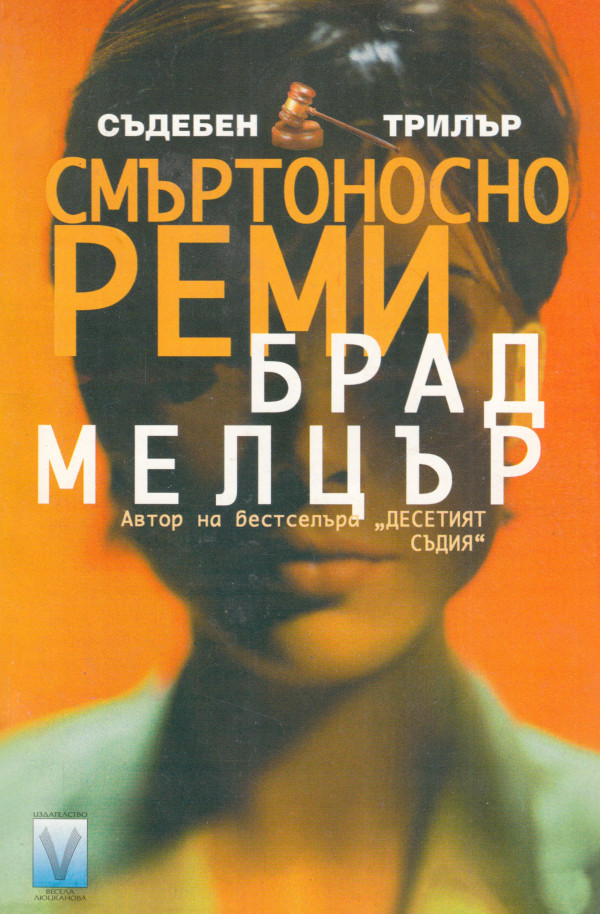 СЪДЕБЕН ТРИЛЪР
СМЪРТОНОСНО
РЕМИ
БРАД
МЕЛЦЪР
Автор на бестселъра „ДЕСЕТИЯТ
СЪДИЯ“
ИЗДАТЕЛСТВО
V
ВЕСЕЛА
ЛЮЦКАНОВА